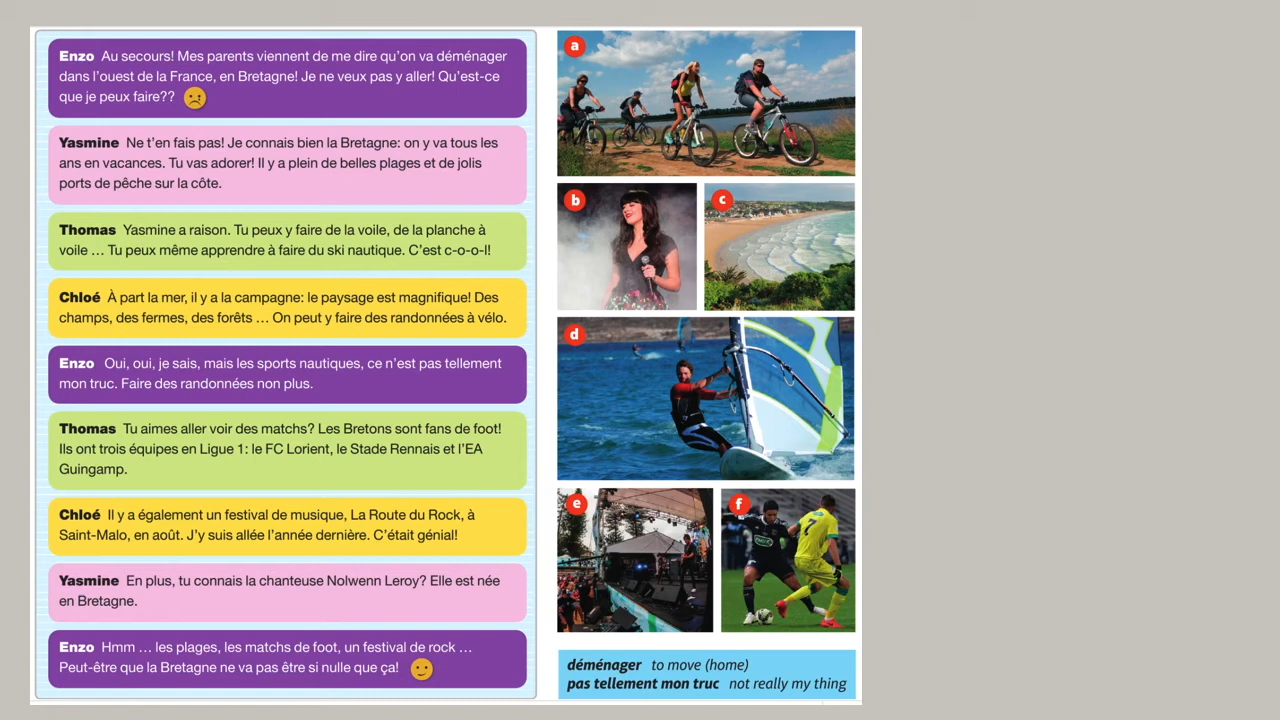 Enzo Au secours! Mes parents viennent de me dire qu'on va déménager
dans l'ouest de la France, en Bretagne! Je ne veux pas y aller! Qu'est-ce
que je peux faire??
Yasmine Ne t'en fais pas! Je connais bien la Bretagne: on y va tous les
ans en vacances. Tu vas adorer! Il y a plein de belles plages et de jolis
ports de pêche sur la côte.
Thomas Yasmine a raison. Tu peux y faire de la voile, de la planche à
voile … Tu peux même apprendre à faire du ski nautique. C'est c-o-o-l!
Chloé À part la mer, il y a la campagne: le paysage est magnifique! Des
champs, des fermes, des forêts … On peut y faire des randonnées à vélo.
Enzo Oui, oui, je sais, mais les sports nautiques, ce n'est pas tellement
mon truc. Faire des randonnées non plus.
Thomas Tu aimes aller voir des matchs? Les Bretons sont fans de foot!
Ils ont trois équipes en Ligue 1: le FC Lorient, le Stade Rennais et l'EA
Guingamp.
Chloé Il y a également un festival de musique, La Route du Rock, à
Saint-Malo, en août. J'y suis allée l'année dernière. C'était génial!
Yasmine En plus, tu connais la chanteuse Nolwenn Leroy? Elle est née
en Bretagne.
Enzo Hmm … les plages, les matchs de foot, un festival de rock …
Peut-être que la Bretagne ne va pas être si nulle que ça!
a
b
c
d
e
f
7
déménager to move (home)
pas tellement mon truc not really my thing